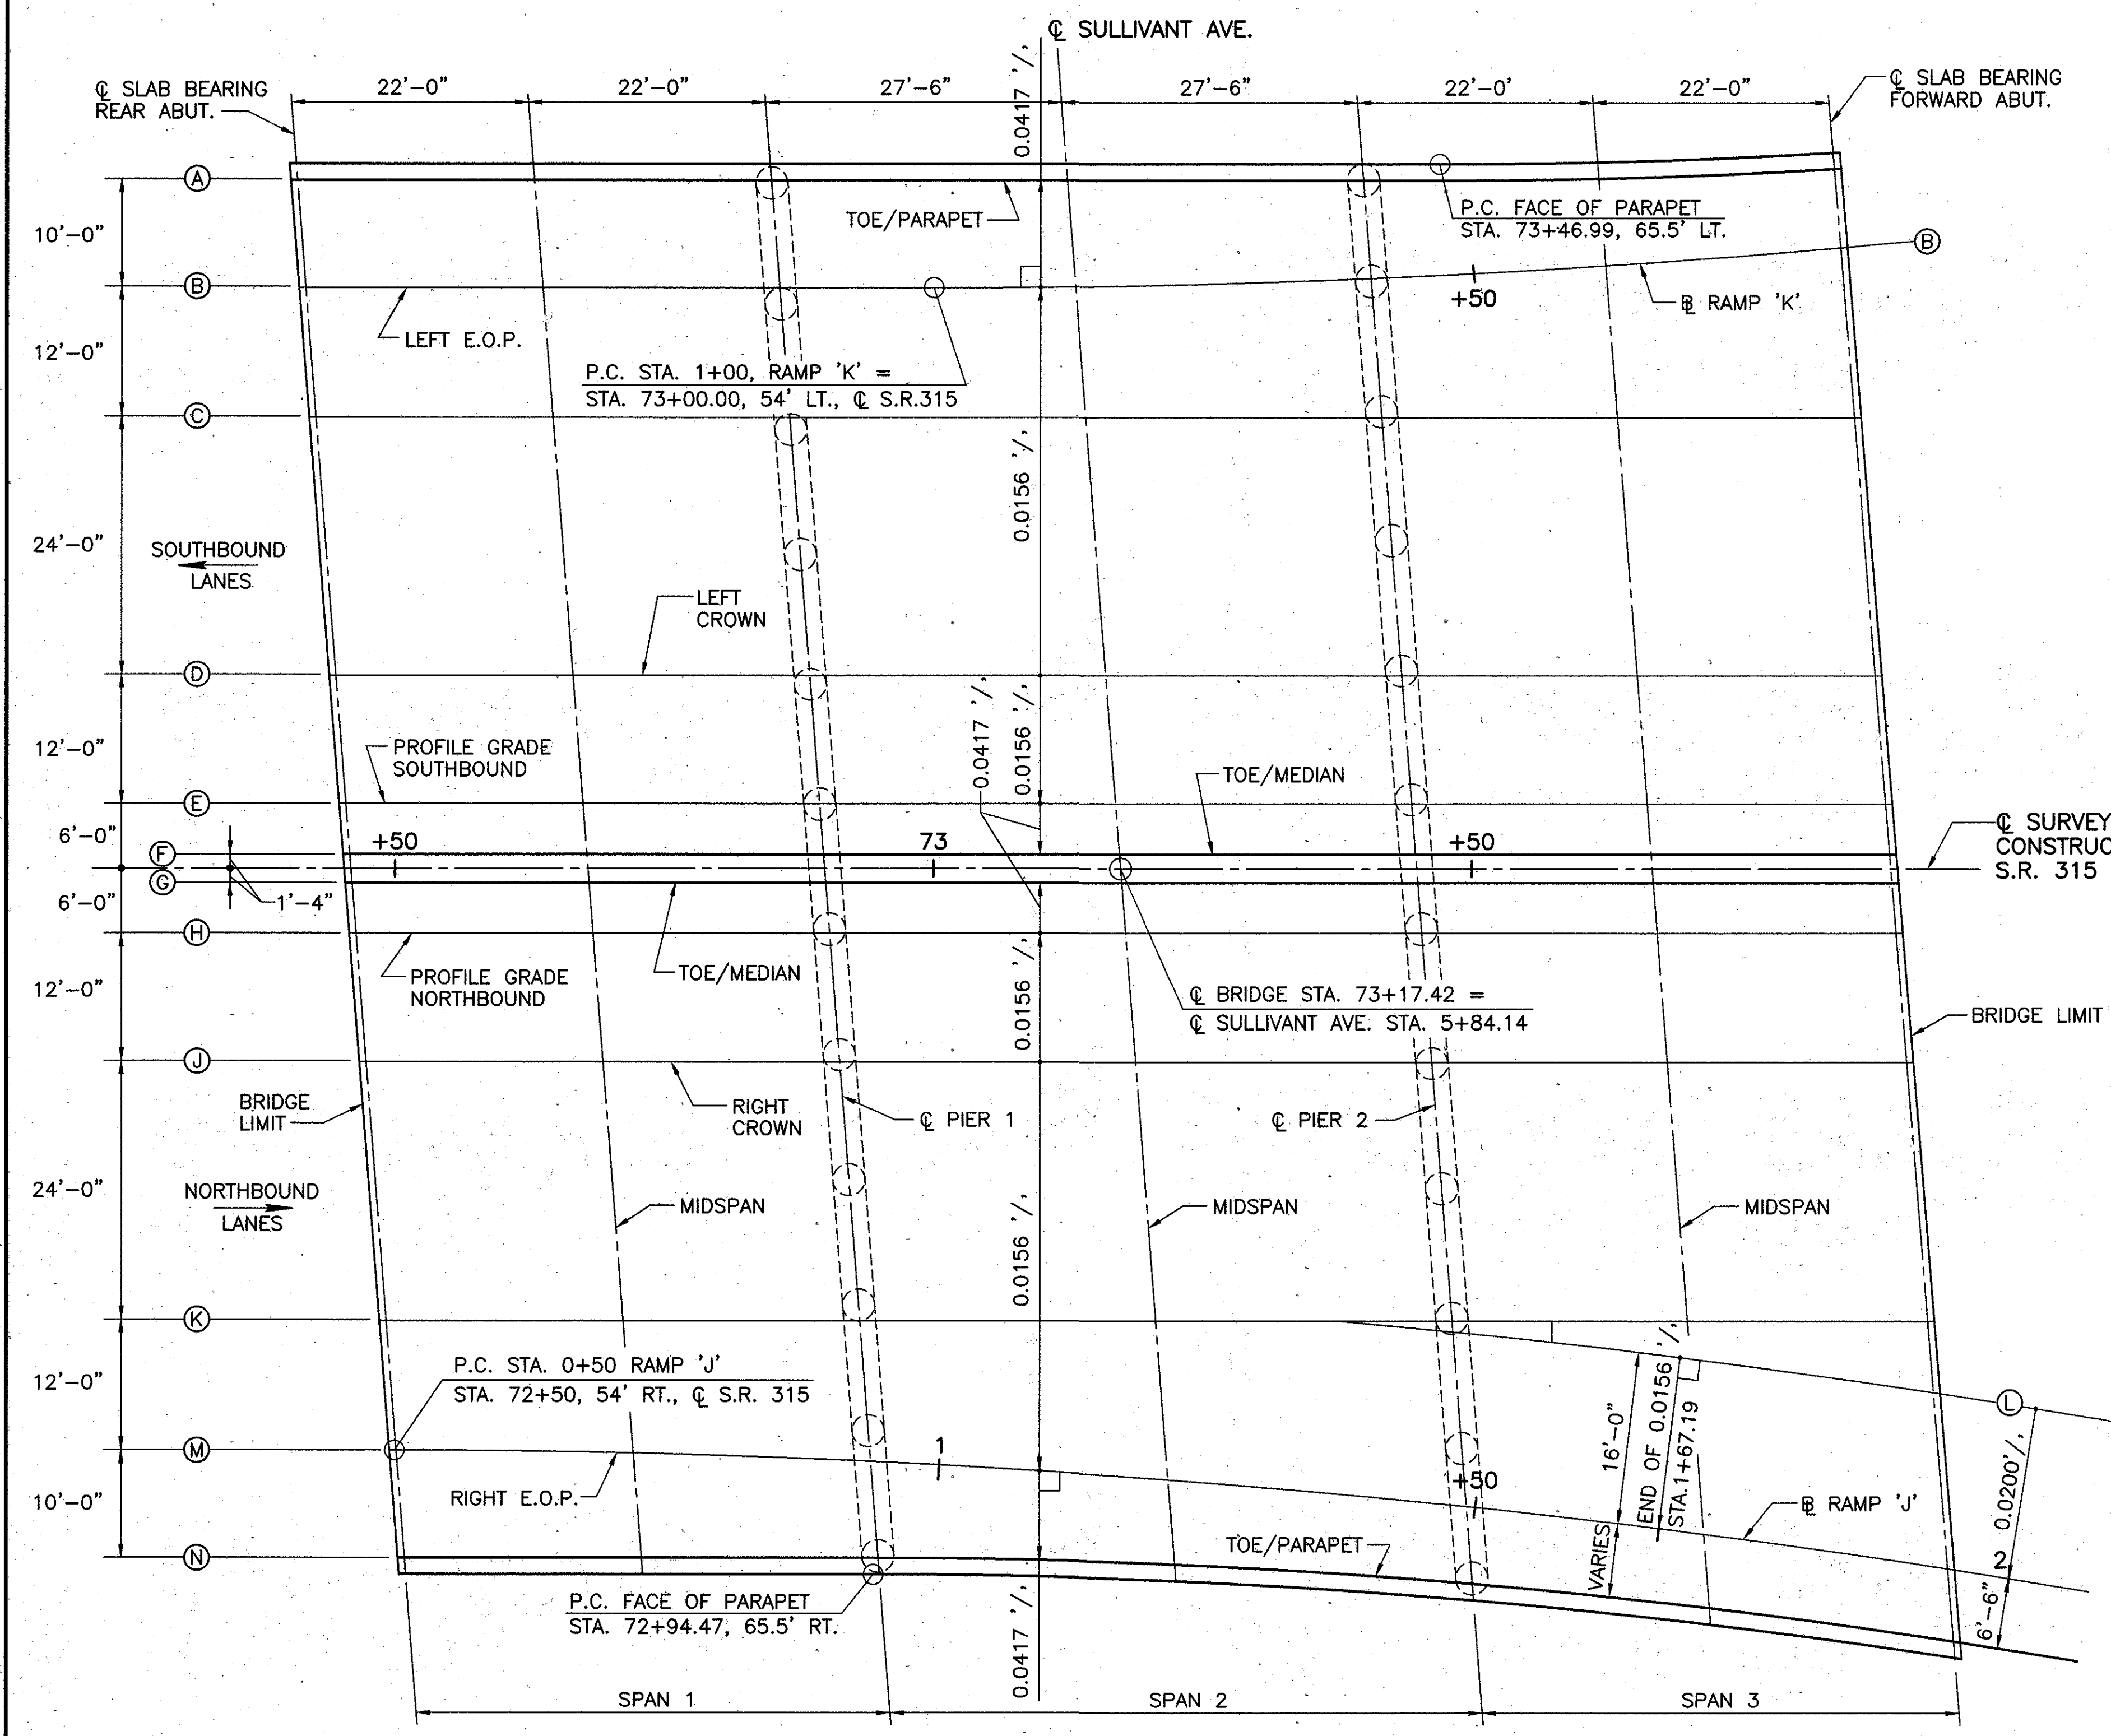 ℄ SULLIVANT AVE.
℄ SLAB BEARING
REAR ABUT.
22'-0"
22'-0"
27'-6"
0.0417 '/,
27'-6"
22'-0'
22'-0"
℄ SLAB BEARING
FORWARD ABUT.
A
10'-0"
TOE/PARAPET
P.C. FACE OF PARAPET
STA. 73+46.99, 65.5' LT.
B
B
+50
℄ RAMP 'K'
LEFT E.O.P.
12'-0"
P.C. STA. 1+00, RAMP 'K' =
STA. 73+00.00, 54' LT., ℄ S.R.315
C
0.0156 '/,
24'-0"
SOUTHBOUND
LANES
LEFT
CROWN
D
0.0417 '/,
0.0156 '/,
12'-0"
PROFILE GRADE
SOUTHBOUND
TOE/MEDIAN
E
6'-0"
F
+50
73
+50
℄ SURVEY
CONSTRUC
S.R. 315
G
6'-0"
1'-4"
H
PROFILE GRADE
NORTHBOUND
TOE/MEDIAN
12'-0"
0.0156 '/,
℄ BRIDGE STA. 73+17.42 =
℄ SULLIVANT AVE. STA. 5+84.14
BRIDGE LIMIT
J
BRIDGE
LIMIT
RIGHT
CROWN
℄ PIER 1
℄ PIER 2
24'-0"
NORTHBOUND
LANES
MIDSPAN
0.0156 '/,
MIDSPAN
MIDSPAN
K
P.C. STA. 0+50 RAMP 'J'
STA. 72+50, 54' RT., ℄ S.R. 315
12'-0"
16'-0"
END OF 0.0156 '/,
STA.1+67.19
L
M
1
+50
0.0200'/,
10'-0"
RIGHT E.O.P.
℄ RAMP 'J'
TOE/PARAPET
VARIES
2
N
P.C. FACE OF PARAPET
STA. 72+94.47, 65.5' RT.
0.0417 '/,
6'-6"
SPAN 1
SPAN 2
SPAN 3